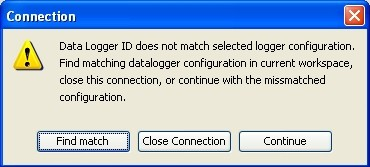 Connection
Data Logger ID does not match selected logger configuration.
Find matching datalogger configuration in current workspace,
close this connection, or continue with the missmatched
configuration.
Find match
Close Connection
Continue